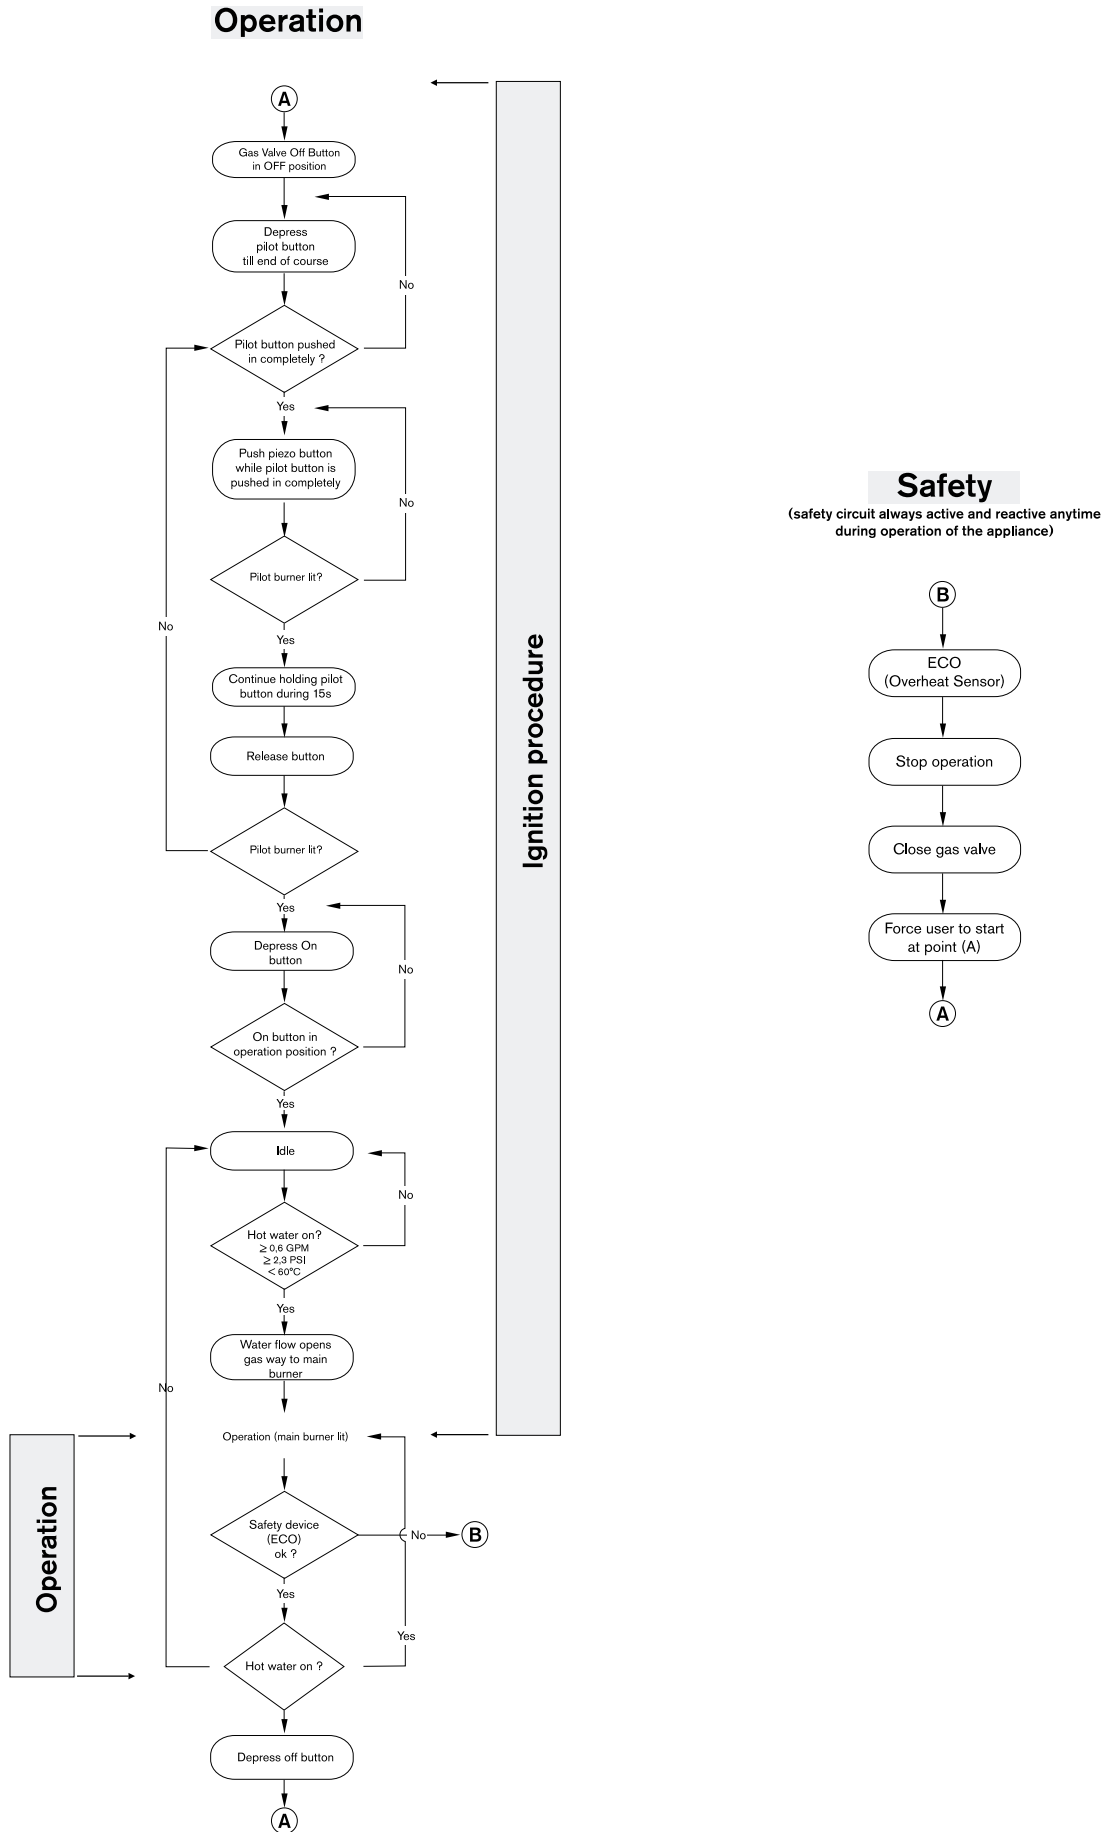 Operation
A
Gas Valve Off Button
in OFF position
Depress
pilot button
till end of course
No
Pilot button pushed
in completely ?
Yes
Push piezo button
while pilot button is
pushed in completely
No
Pilot burner lit?
No
Yes
Continue holding pilot
button during 15s
Release button
Pilot burner lit?
Yes
Depress On
button
No
On button in
operation position ?
Yes
Idle
No
Hot water on?
≥ 0,6 GPM
≥ 2,3 PSI
< 60°C
Yes
Water flow opens
gas way to main
burner
No
Operation (main burner lit)
Safety device
(ECO)
ok ?
No
B
Yes
Yes
Hot water on ?
Depress off button
A
Ignition procedure
Operation
Safety
(safety circuit always active and reactive anytime
during operation of the appliance)
B
ECO
(Overheat Sensor)
Stop operation
Close gas valve
Force user to start
at point (A)
A